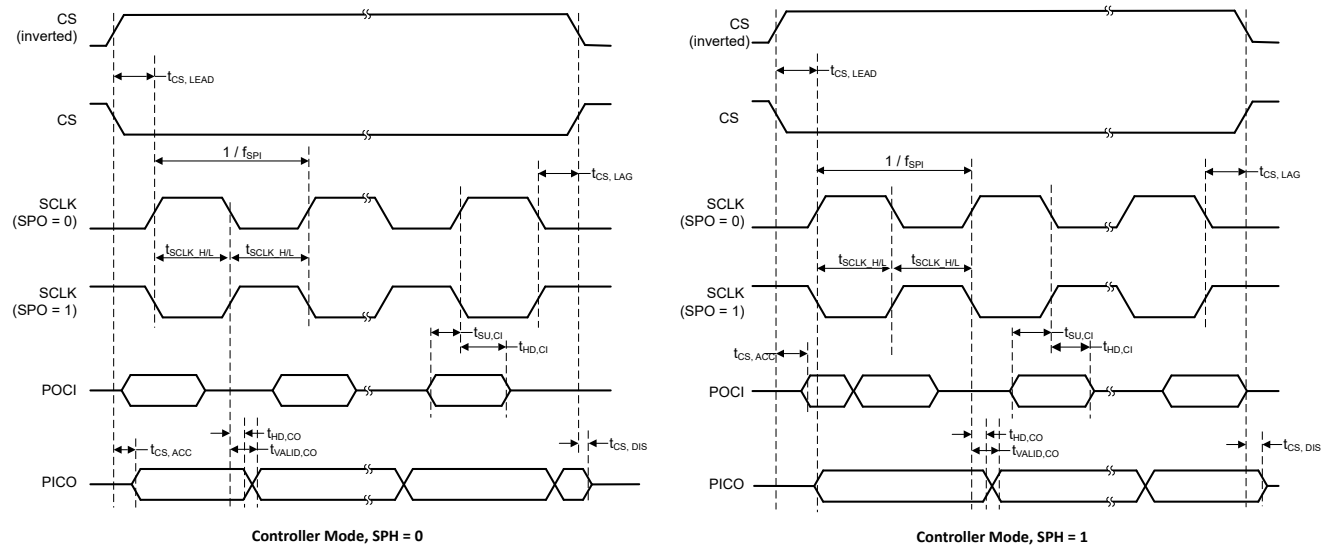 CS
(inverted)
tCS, LEAD
CS
1 / fSPI
tCS, LAG
SCLK
(SPO = 0)
tSCLK_H/L
tSCLK_H/L
SCLK
(SPO = 1)
tSU,CI
tHD,CI
POCI
tHD,CO
tCS, ACC
tVALID,CO
tCS, DIS
PICO
Controller Mode, SPH = 0
CS
(inverted)
tCS, LEAD
CS
1 / fSPI
tCS, LAG
SCLK
(SPO = 0)
tSCLK_H/L
tSCLK_H/L
SCLK
(SPO = 1)
tSU,CI
tHD,CI
tCS, ACC
POCI
tHD,CO
tVALID,CO
tCS, DIS
PICO
Controller Mode, SPH = 1